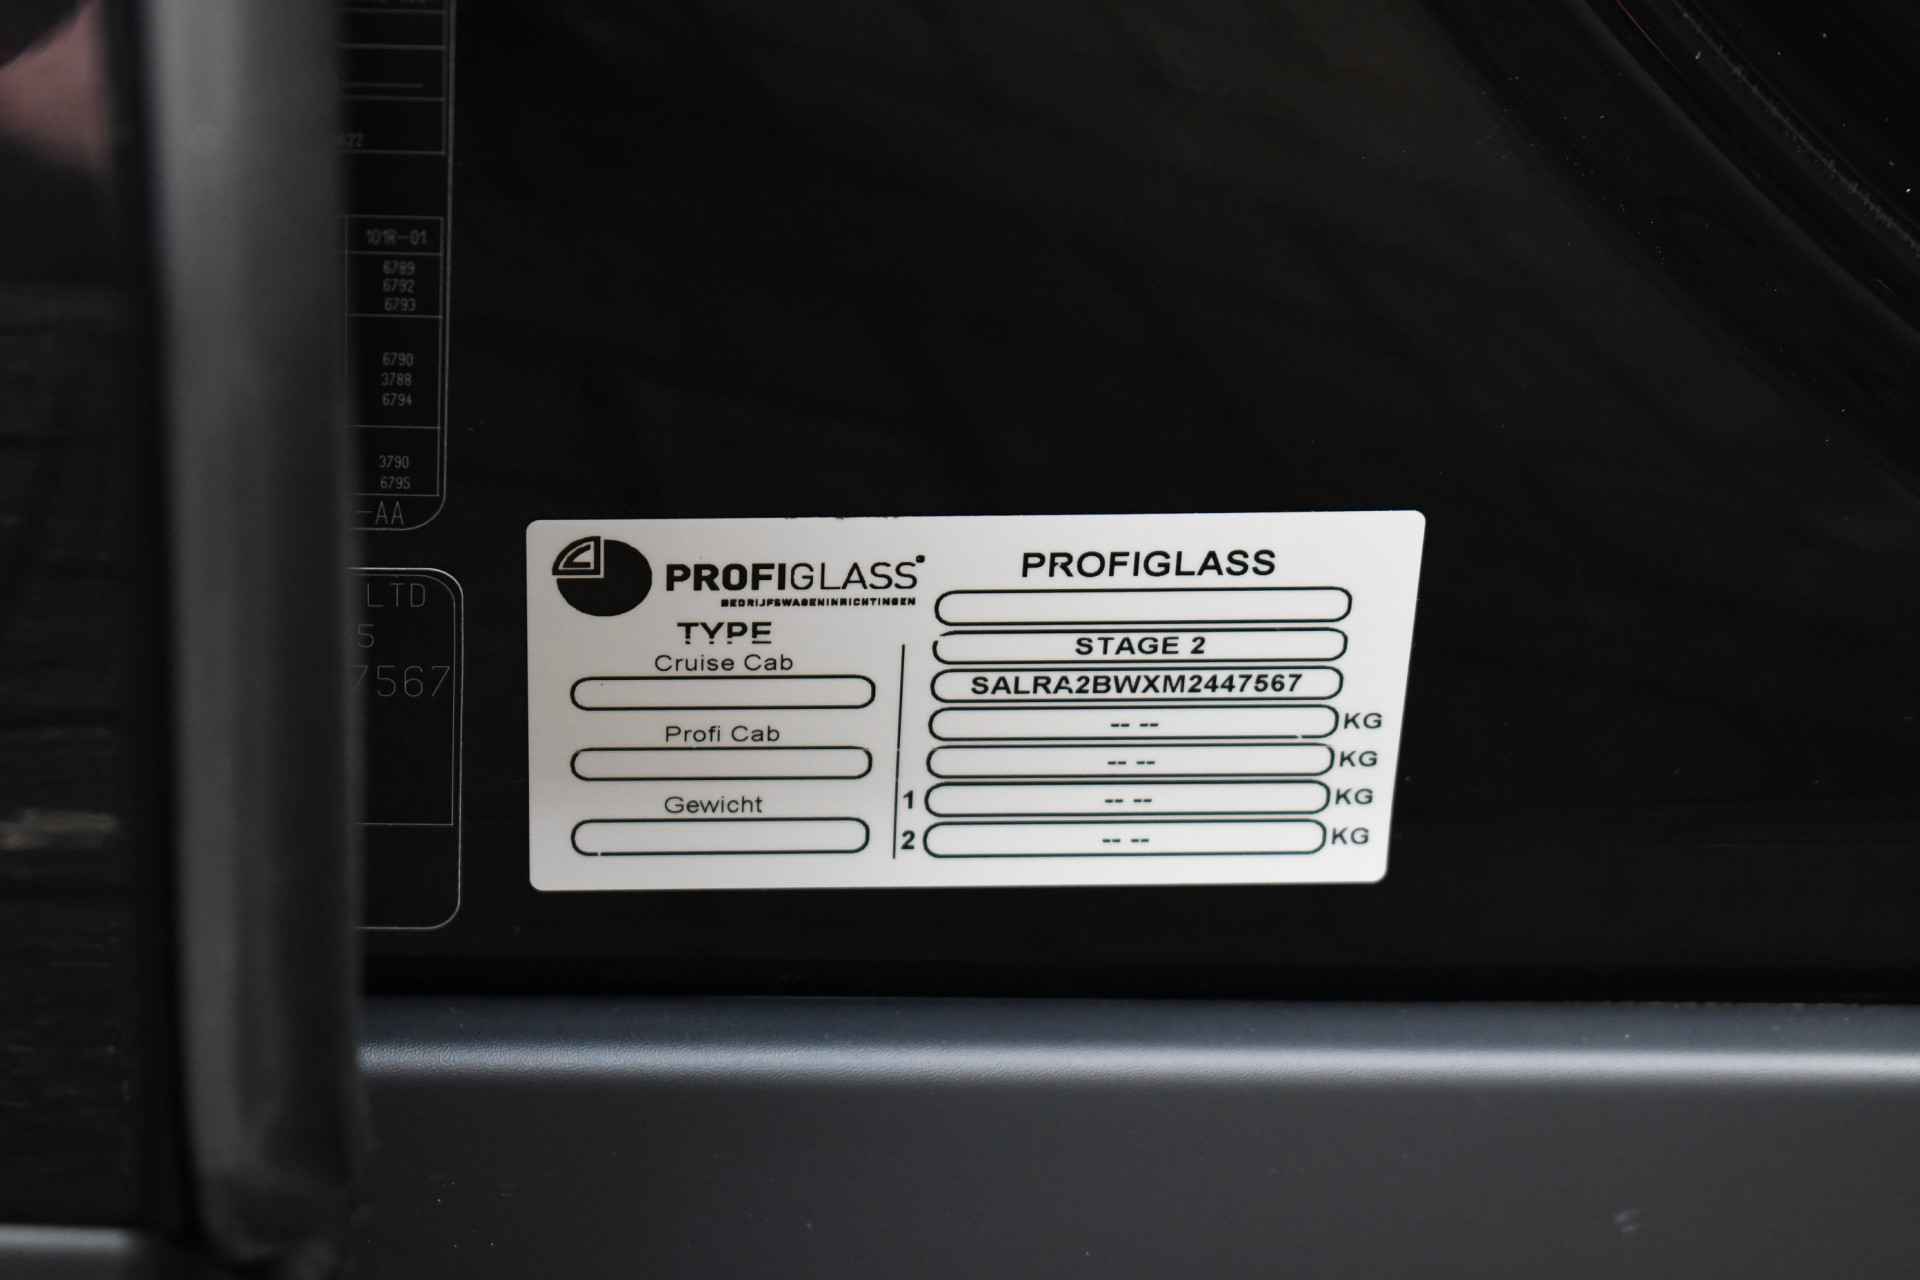 101R-01
6789
6792
6793
6790
3788
6794
3790
6795
-AA
LTD
5
7567
PROFIGLASS
BEDRIJFSWAGENINRICHTINGEN
TYPE
Cruise Cab
Profi Cab
Gewicht
PROFIGLASS
STAGE 2
SALRA2BWXM2447567
-- -- KG
-- -- KG
1 -- -- KG
2 -- -- KG